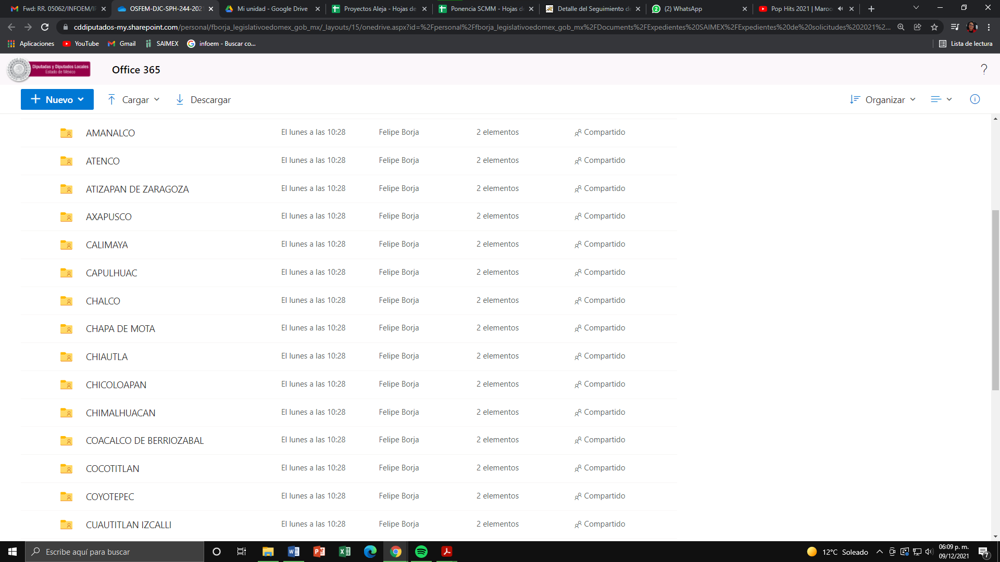 Fwd: RR. 05062/INFOEM/IP
OSFEM-DJC-SPH-244-202
Mi unidad - Google Drive
Proyectos Aleja - Hojas de
Ponencia SCMM - Hojas d
Detalle del Seguimiento d
(2) WhatsApp
Pop Hits 2021 | Maroo
cddiputados-my.sharepoint.com/personal/fborja_legislativoedomex_gob_mx/_layouts/15/onedrive.aspx?id=%2Fpersonal%2Ffborja_legislativoedomex_gob_mx%2FDocuments%2FExpedientes%20SAIMEX%2FExpedientes%20de%20solicitudes%202021%2...
Aplicaciones YouTube Gmail SAIMEX infoem - Buscar co... Lista de lectura
Diputadas y Diputados Locales
Estado de México
Office 365 ?
+ Nuevo Cargar Descargar Organizar
AMANALCO El lunes a las 10:28 Felipe Borja 2 elementos Compartido
ATENCO El lunes a las 10:28 Felipe Borja 2 elementos Compartido
ATIZAPAN DE ZARAGOZA El lunes a las 10:28 Felipe Borja 2 elementos Compartido
AXAPUSCO El lunes a las 10:28 Felipe Borja 2 elementos Compartido
CALIMAYA El lunes a las 10:28 Felipe Borja 2 elementos Compartido
CAPULHUAC El lunes a las 10:28 Felipe Borja 2 elementos Compartido
CHALCO El lunes a las 10:28 Felipe Borja 2 elementos Compartido
CHAPA DE MOTA El lunes a las 10:28 Felipe Borja 2 elementos Compartido
CHIAUTLA El lunes a las 10:28 Felipe Borja 2 elementos Compartido
CHICOLOAPAN El lunes a las 10:28 Felipe Borja 2 elementos Compartido
CHIMALHUACAN El lunes a las 10:28 Felipe Borja 2 elementos Compartido
COACALCO DE BERRIOZABAL El lunes a las 10:28 Felipe Borja 2 elementos Compartido
COCOTITLAN El lunes a las 10:28 Felipe Borja 2 elementos Compartido
COYOTEPEC El lunes a las 10:28 Felipe Borja 2 elementos Compartido
CUAUTITLAN IZCALLI El lunes a las 10:28 Felipe Borja 2 elementos Compartido
Escribe aquí para buscar
12°C Soleado
06:09 p. m.
09/12/2021
7